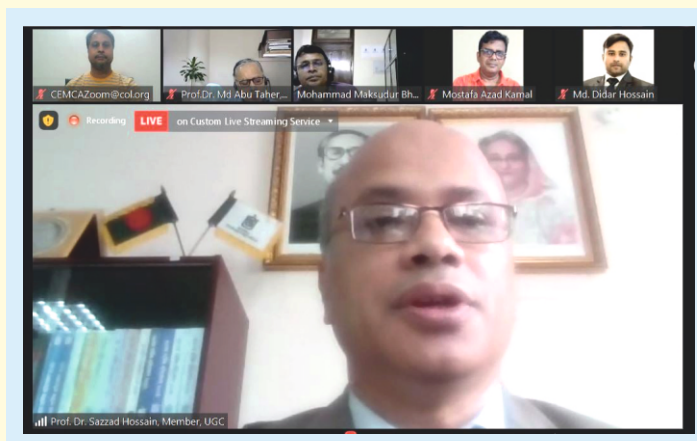 CEMCAZoom@col.org
Prof.Dr. Md Abu Taher,...
Mohammad Maksudur Bh...
Mostafa Azad Kamal
Md. Didar Hossain
Recording LIVE on Custom Live Streaming Service
Prof. Dr. Sazzad Hossain, Member, UGC